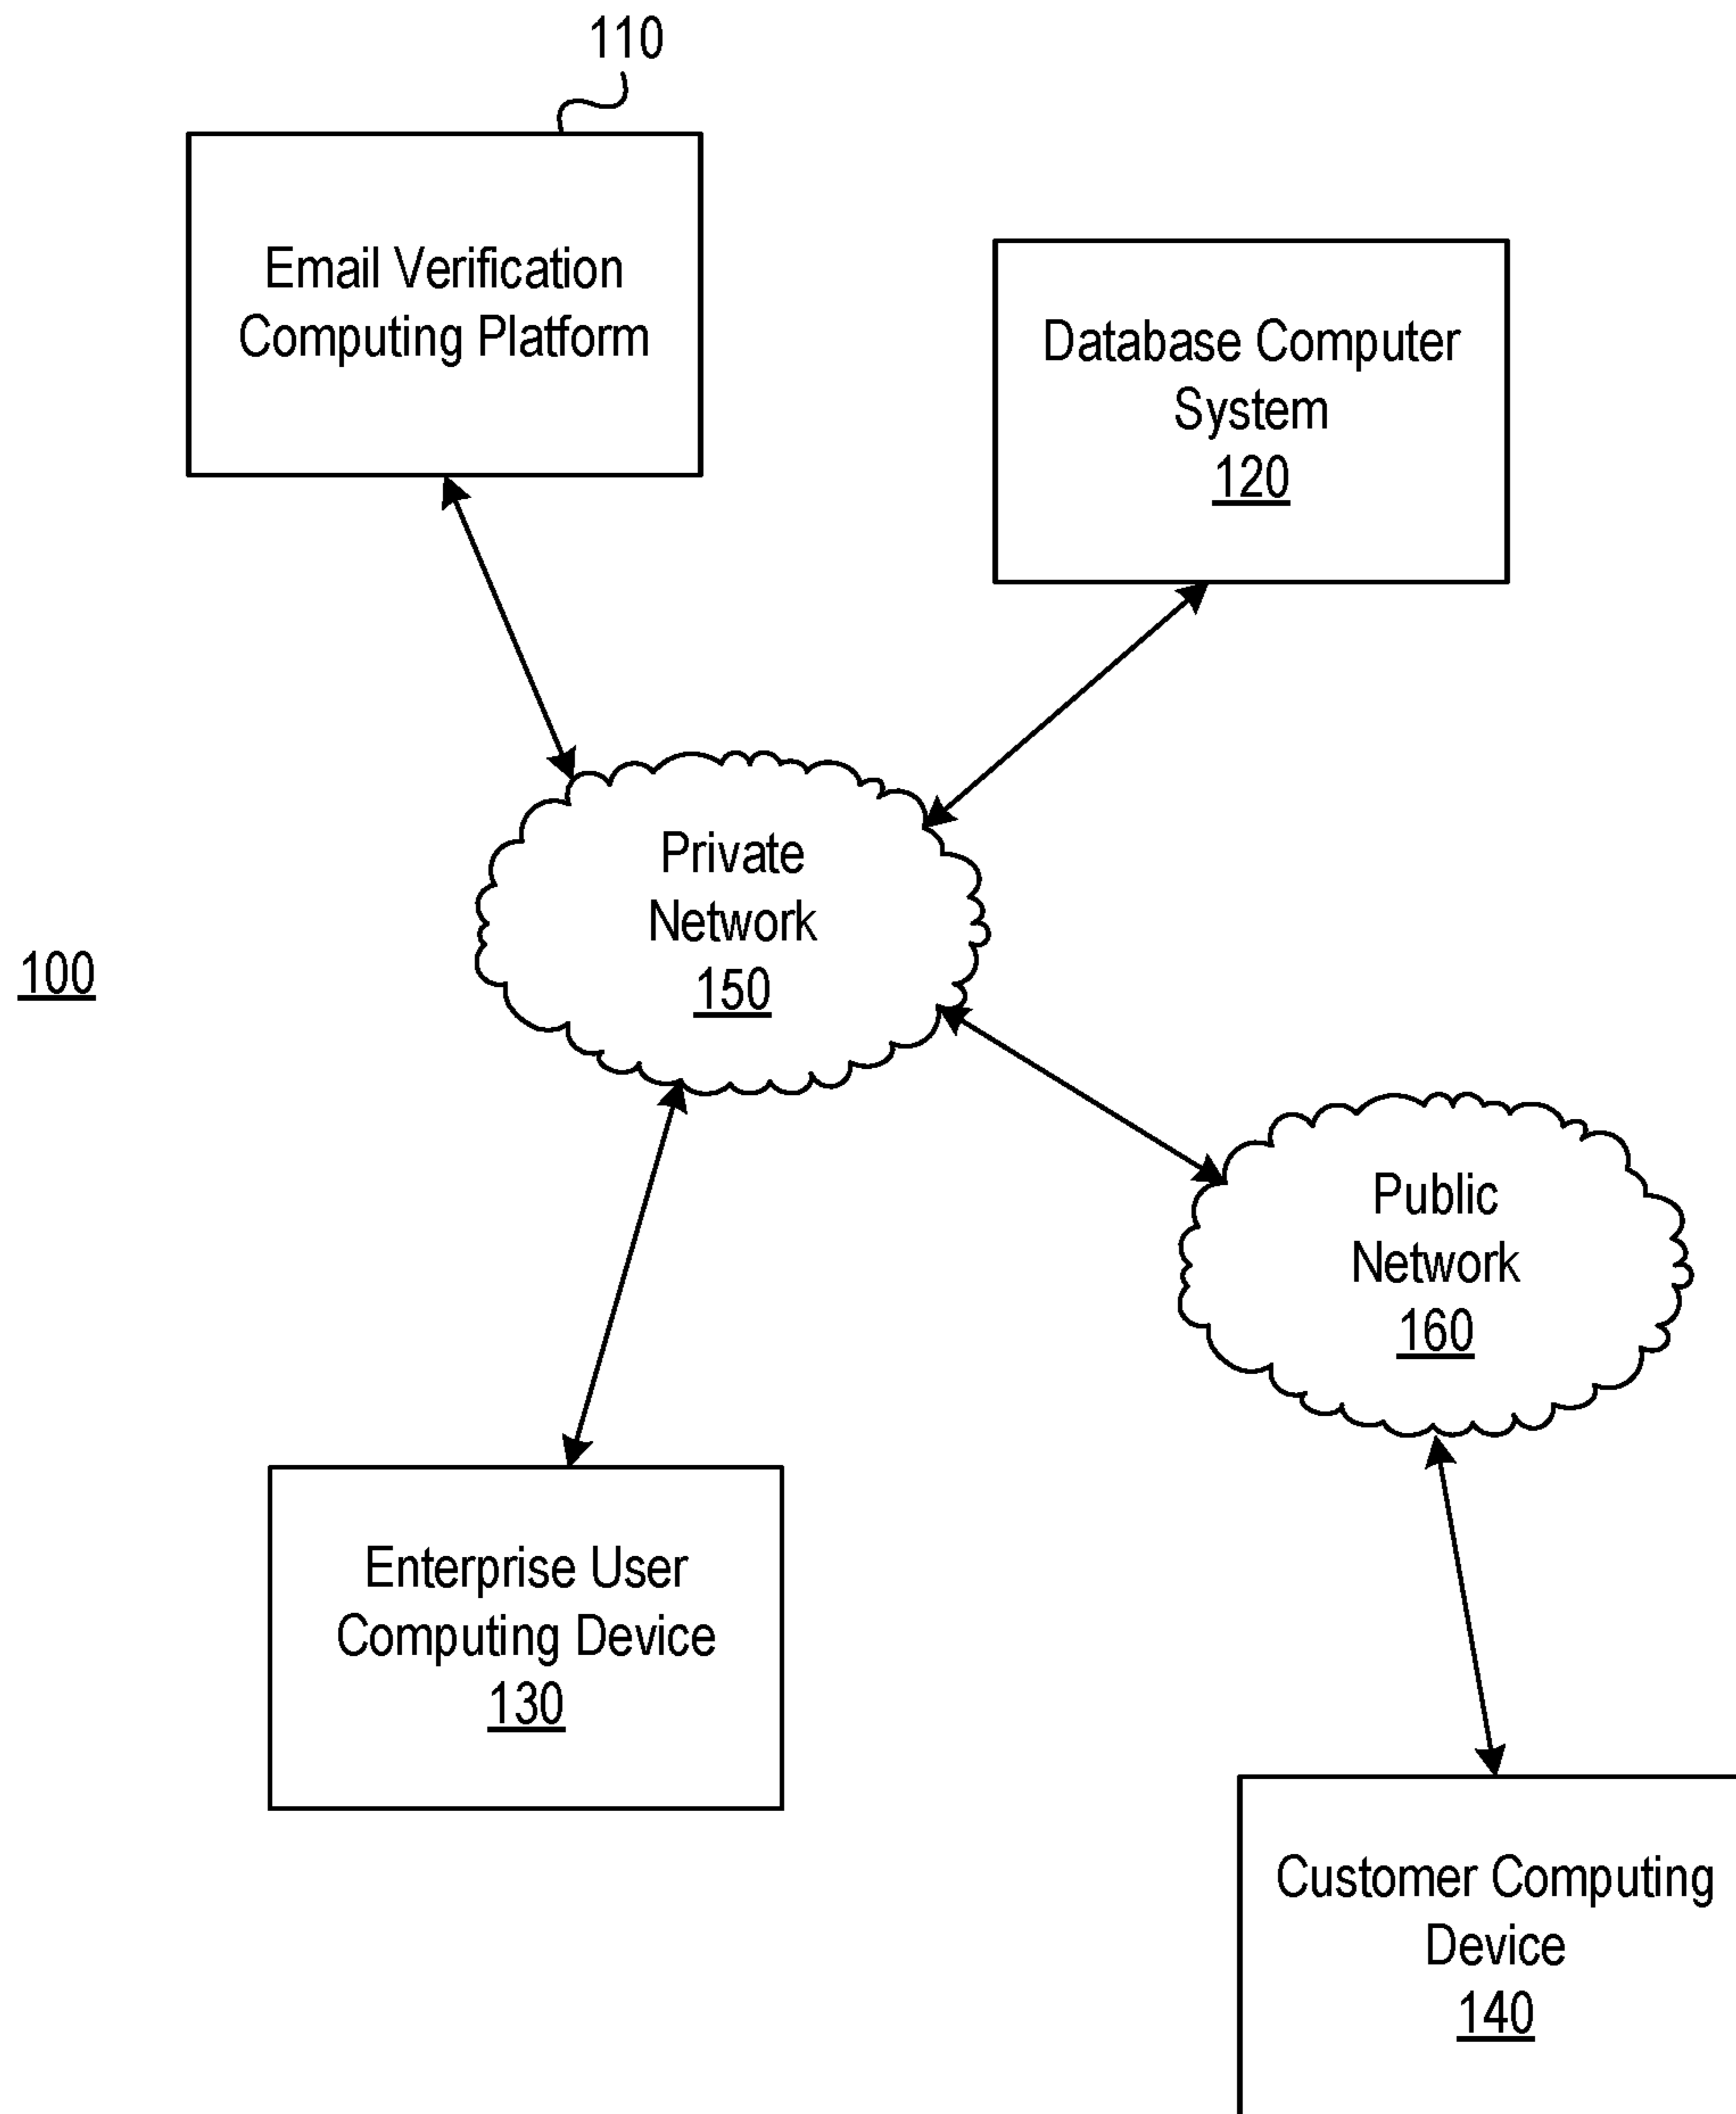 110
Email Verification
Computing Platform
Database Computer
System
120
Private
Network
150
100
Public
Network
160
Enterprise User
Computing Device
130
Customer Computing
Device
140